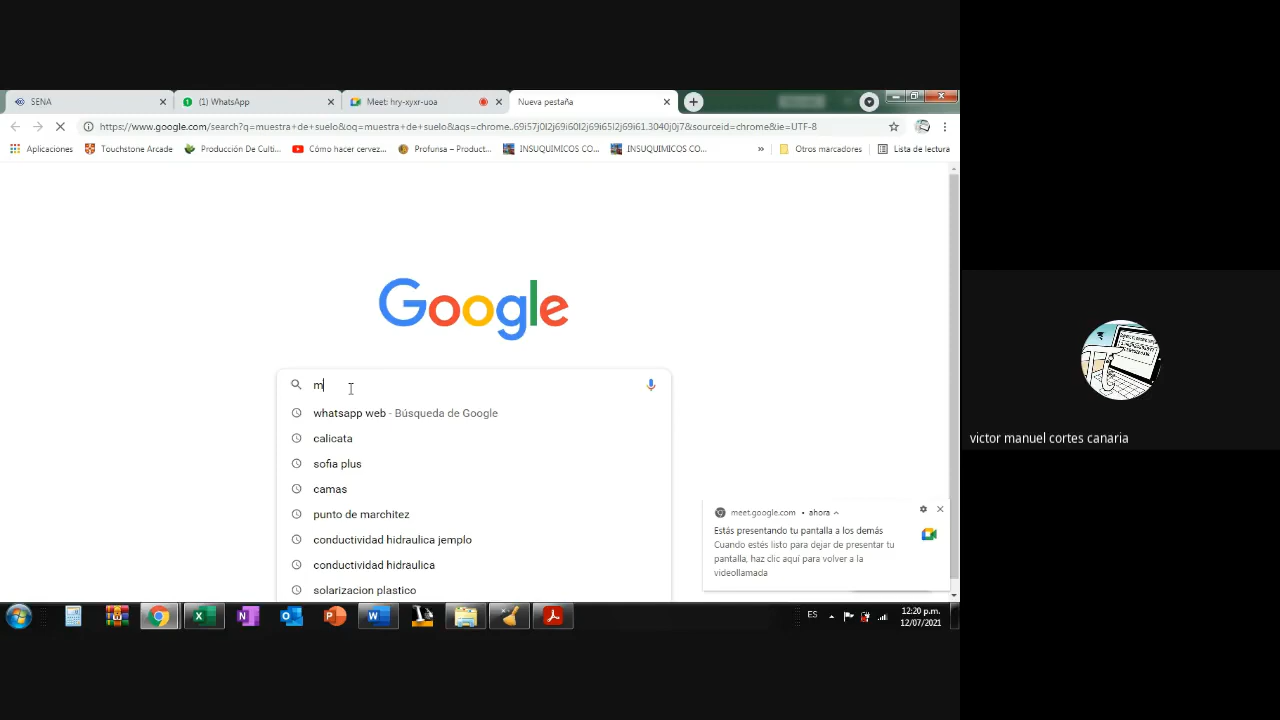 SENA
(1) WhatsApp
Meet: hry-xyxr-uoa
Nueva pestaña
https://www.google.com/search?q=muestra+de+suelo&oq=muestra+de+suelo&aqs=chrome..69i57j0l2j69i60l2j69i65l2j69i61.3040j0j7&sourceid=chrome&ie=UTF-8
Aplicaciones
Touchstone Arcade
Producción De Culti...
Cómo hacer cervez...
Profunsa – Product...
INSUQUIMICOS CO...
INSUQUIMICOS CO...
»
Otros marcadores
Lista de lectura
Google
m
whatsapp web - Búsqueda de Google
calicata
sofia plus
camas
punto de marchitez
conductividad hidraulica jemplo
conductividad hidraulica
solarizacion plastico
meet.google.com • ahora
Estás presentando tu pantalla a los demás
Cuando estés listo para dejar de presentar tu
pantalla, haz clic aquí para volver a la
videollamada
victor manuel cortes canaria
ES
12:20 p.m.
12/07/2021